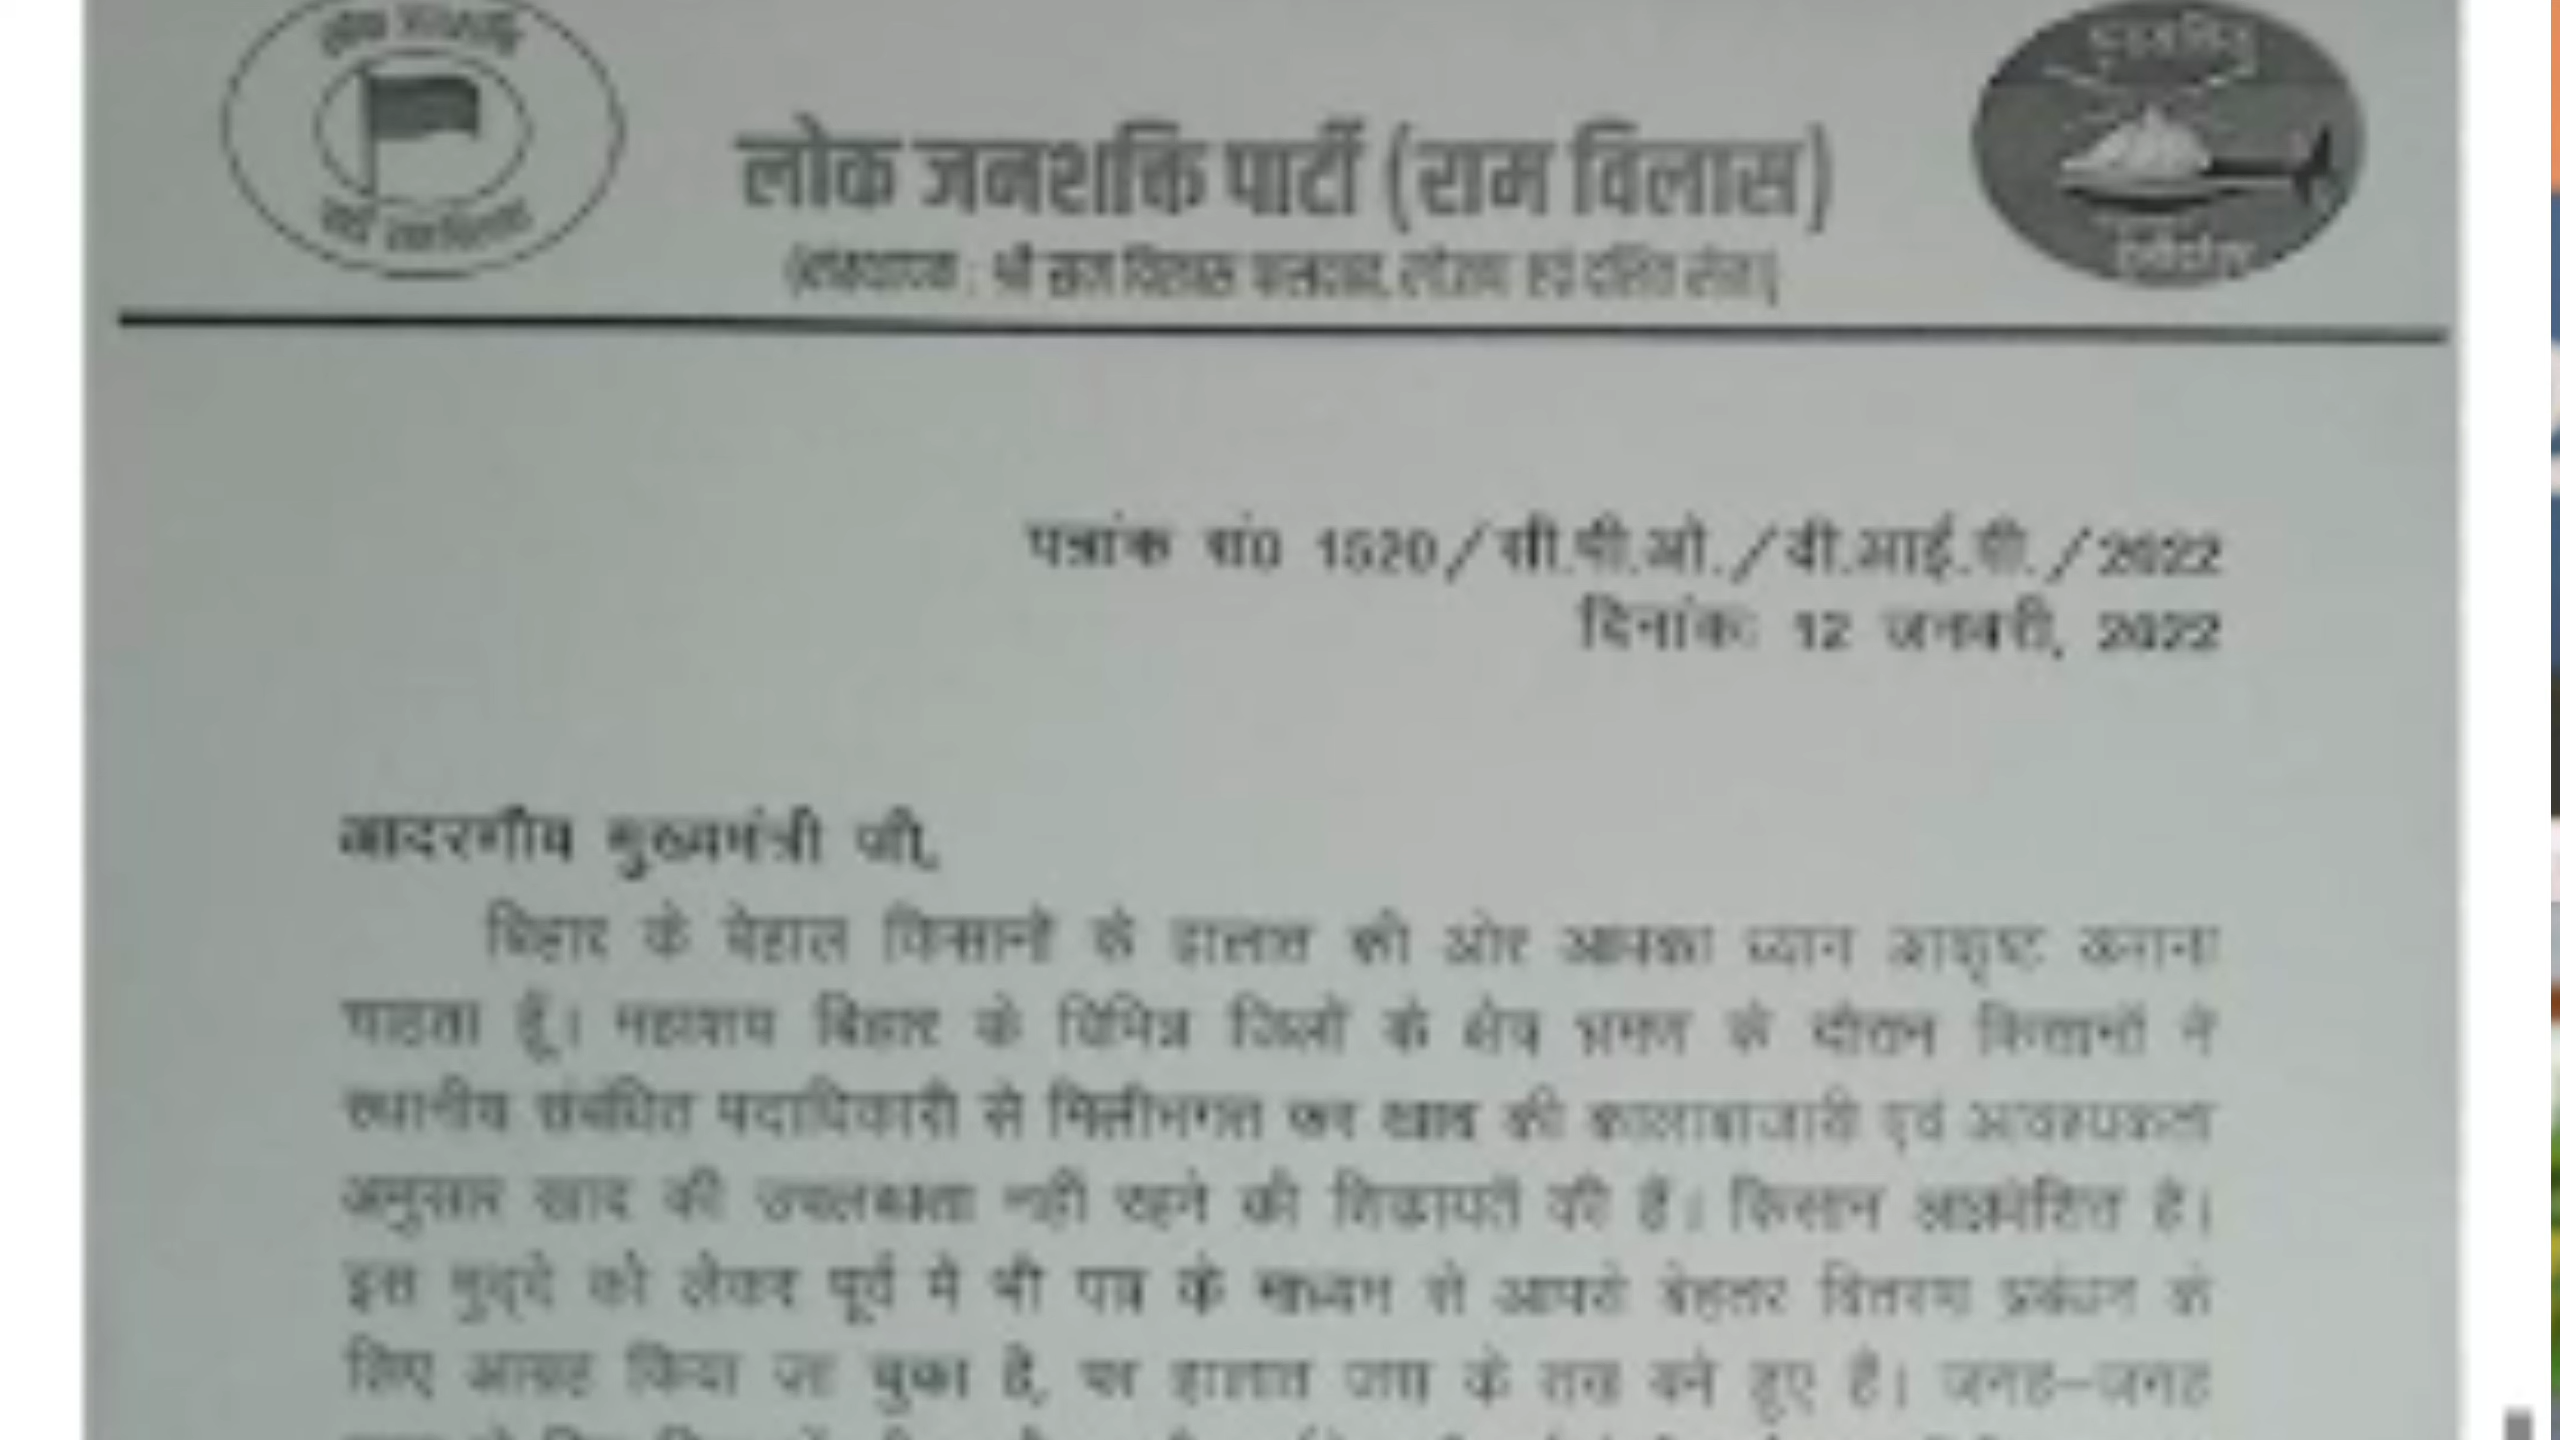 लोक जनशक्ति पार्टी (राम विलास)
पत्रांक सं0 1520/सी.पी.ओ./वी.आई.पी./2022
दिनांक: 12 जनवरी, 2022
आदरणीय मुख्यमंत्री जी,
बिहार के बेहाल किसानों के हालत की ओर आपका ध्यान आकृष्ट कराना
चाहता हूँ। महाशय बिहार के विभिन्न जिलों के क्षेत्र भ्रमण के दौरान किसानों ने
स्थानीय संबंधित पदाधिकारी से मिलीभगत कर खाद की कालाबाजारी एवं आवश्यकता
अनुसार खाद की उपलब्धता नहीं रहने की शिकायतें की हैं। किसान आक्रोशित है।
इस मुद्दे को लेकर पूर्व में भी पत्र के माध्यम से आपसे बेहतर वितरण प्रबंधन के
लिए आग्रह किया जा चुका है, पर हालात जस के तस बने हुए है। जगह-जगह